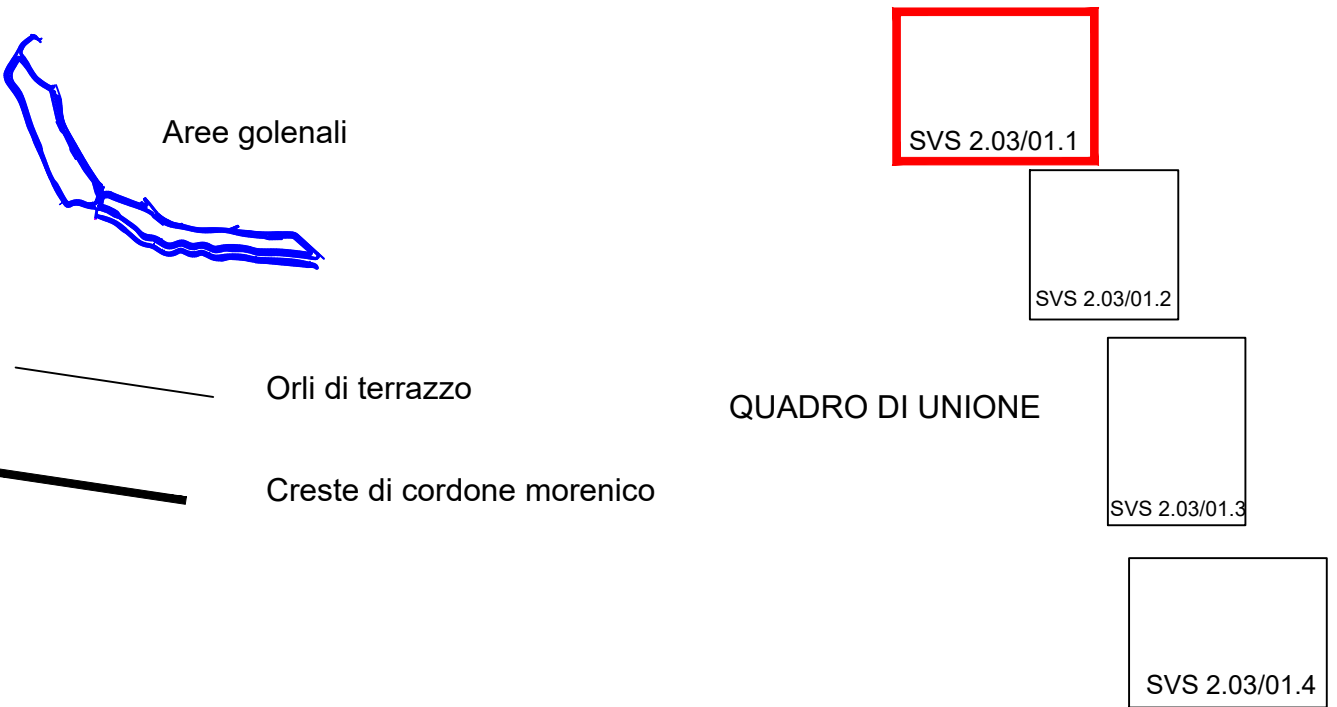 Aree golenali
Orli di terrazzo
Creste di cordone morenico
QUADRO DI UNIONE
SVS 2.03/01.1
SVS 2.03/01.2
SVS 2.03/01.3
SVS 2.03/01.4